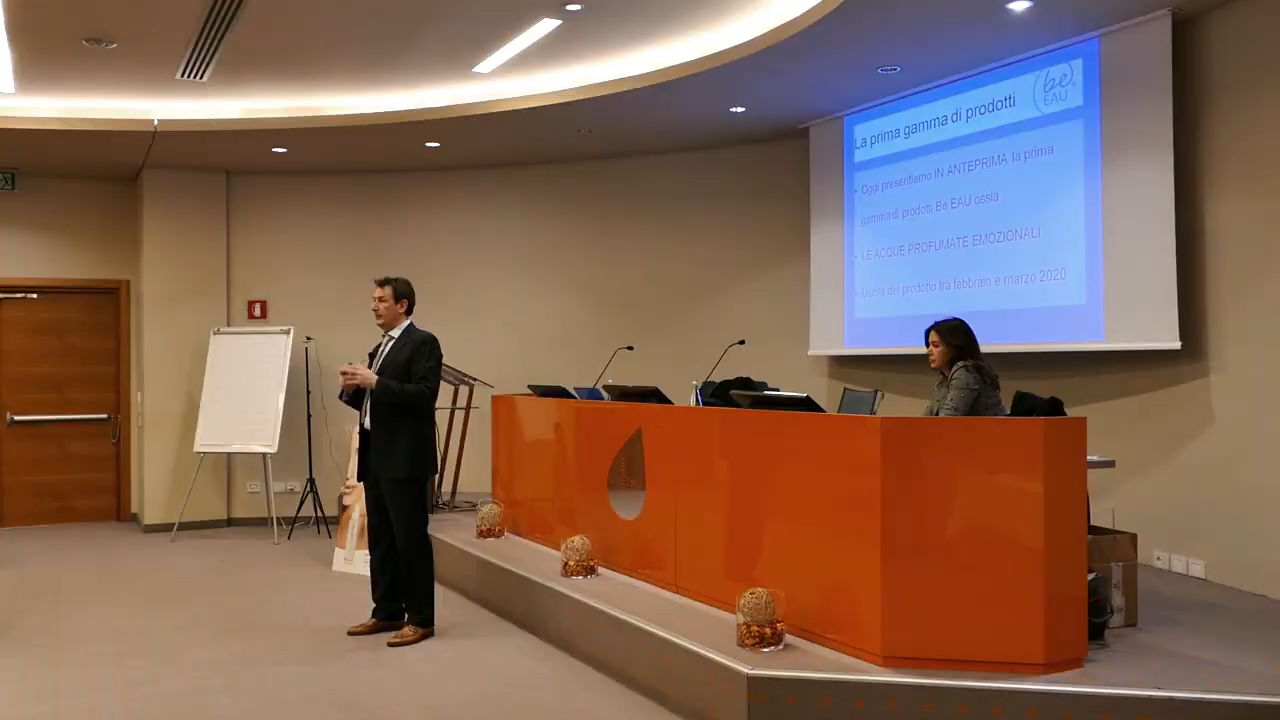 be
EAU
La prima gamma di prodotti
Oggi presentiamo IN ANTEPRIMA la prima
gamma di prodotti Be EAU ossia
LE ACQUE PROFUMATE EMOZIONALI
Uscita del prodotto tra febbraio e marzo 2020